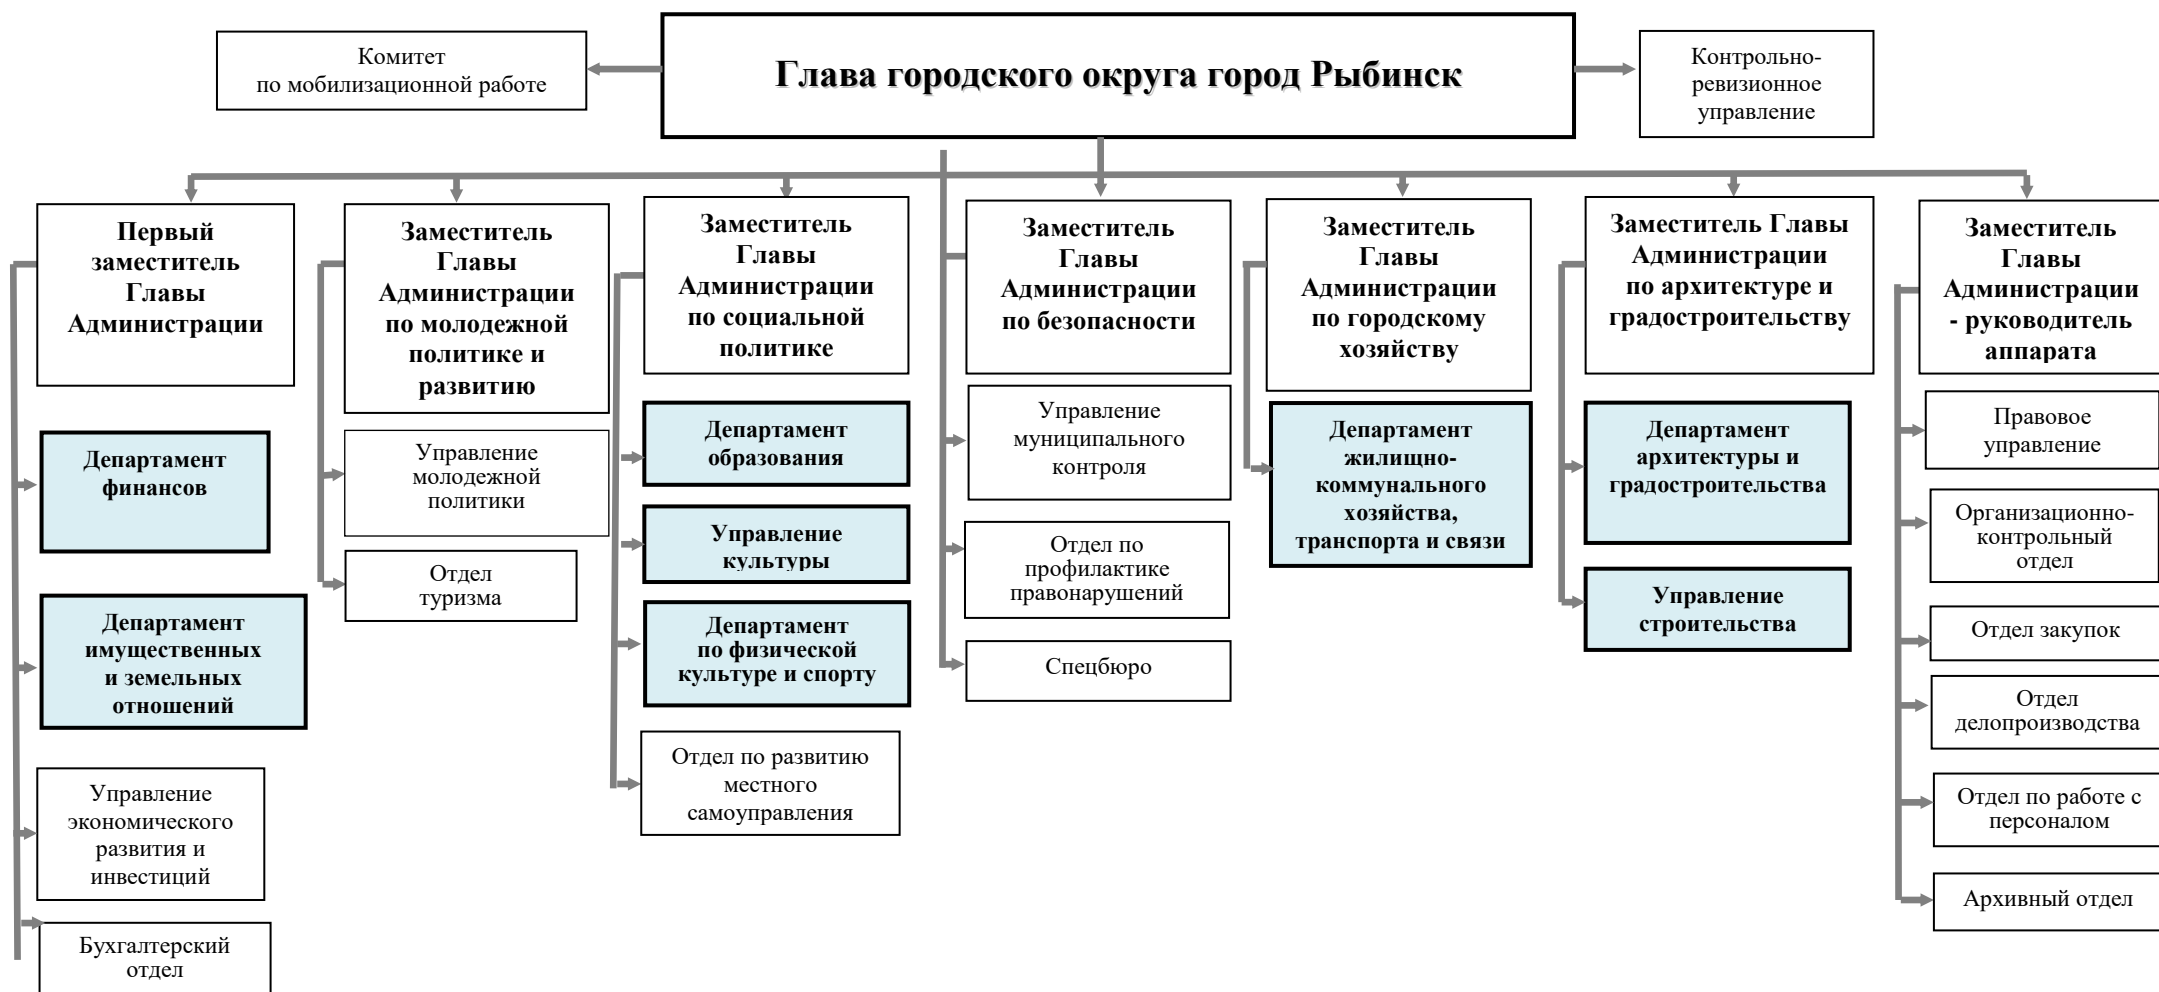 Комитет
по мобилизационной работе
Глава городского округа город Рыбинск
Контрольно-
ревизионное
управление
Первый
заместитель
Главы
Администрации
Департамент
финансов
Департамент
имущественных
и земельных
отношений
Управление
экономического
развития и
инвестиций
Бухгалтерский
отдел
Заместитель
Главы
Администрации
по молодежной
политике и
развитию
Управление
молодежной
политики
Отдел
туризма
Заместитель
Главы
Администрации
по социальной
политике
Департамент
образования
Управление
культуры
Департамент
по физической
культуре и спорту
Отдел по развитию
местного
самоуправления
Заместитель
Главы
Администрации
по безопасности
Управление
муниципального
контроля
Отдел по
профилактике
правонарушений
Спецбюро
Заместитель
Главы
Администрации
по городскому
хозяйству
Департамент
жилищно-
коммунального
хозяйства,
транспорта и связи
Заместитель Главы
Администрации
по архитектуре и
градостроительству
Департамент
архитектуры и
градостроительства
Управление
строительства
Заместитель
Главы
Администрации
- руководитель
аппарата
Правовое
управление
Организационно-
контрольный
отдел
Отдел закупок
Отдел
делопроизводства
Отдел по работе с
персоналом
Архивный отдел